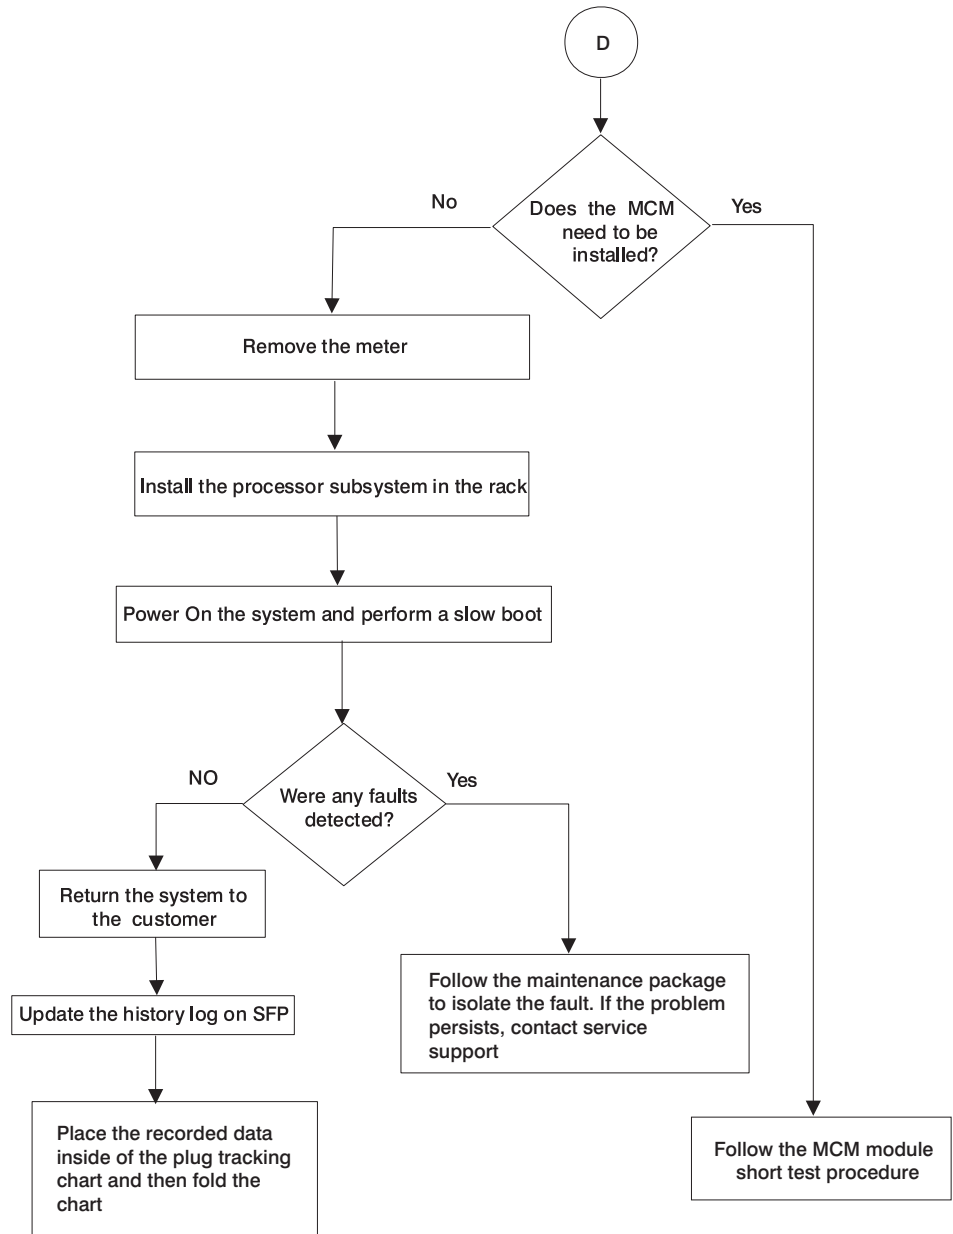 D
Does the MCM
need to be
installed?
No
Yes
Remove the meter
Install the processor subsystem in the rack
Power On the system and perform a slow boot
Were any faults
detected?
NO
Yes
Return the system to
the customer
Update the history log on SFP
Place the recorded data
inside of the plug tracking
chart and then fold the
chart
Follow the maintenance package
to isolate the fault. If the problem
persists, contact service
support
Follow the MCM module
short test procedure